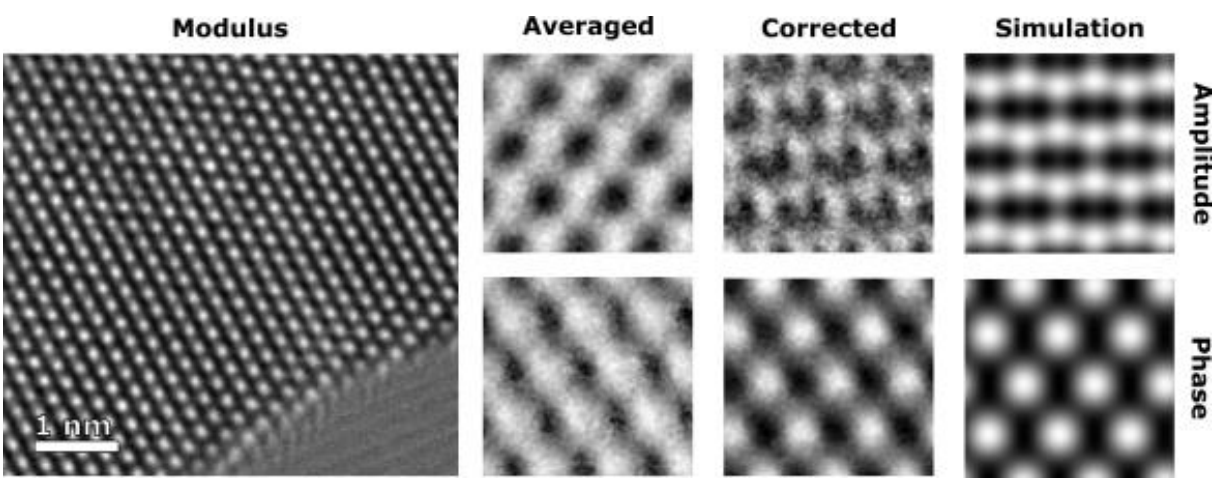 Modulus
Averaged
Corrected
Simulation
Amplitude
Phase
1 nm